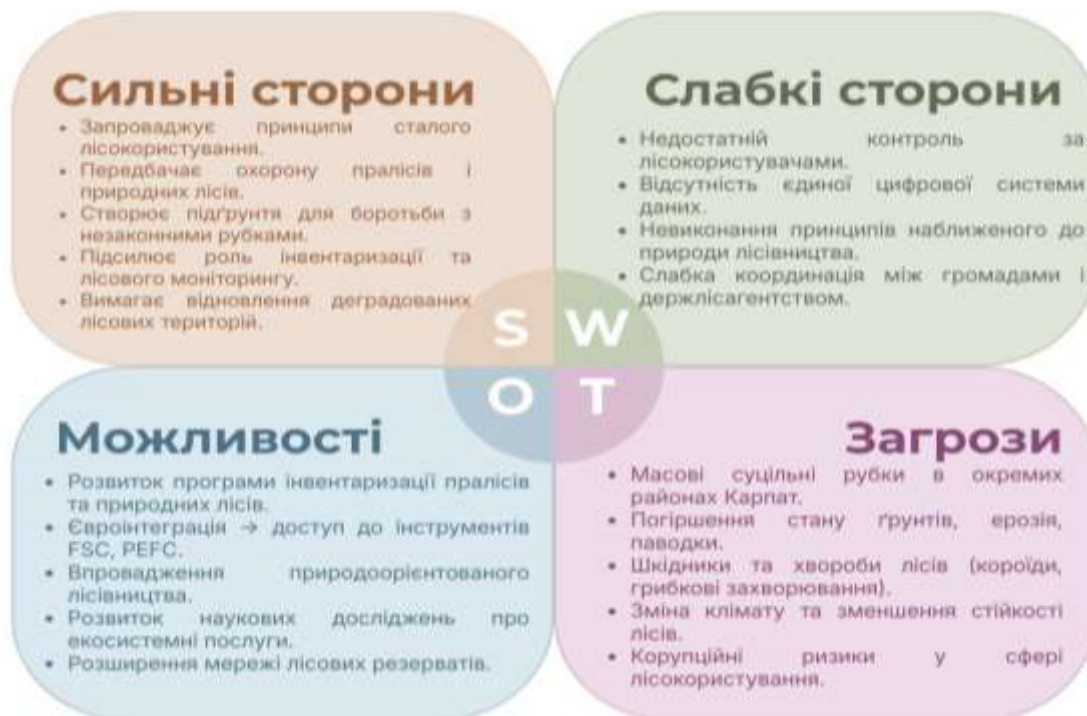 Сильні сторони
• Запроваджує принципи сталого
лісокористування.
• Передбачає охорону пралісів і
природних лісів.
• Створює підґрунтя для боротьби з
незаконними рубками.
• Підсилює роль інвентаризації та
лісового моніторингу.
• Вимагає відновлення деградованих
лісових територій.
Слабкі сторони
• Недостатній контроль за
лісокористувачами.
• Відсутність єдиної цифрової системи
даних.
• Невиконання принципів наближеного до
природи лісівництва.
• Слабка координація між громадами і
держлісагентством.
S W
O T
Можливості
• Розвиток програми інвентаризації пралісів
та природних лісів.
• Євроінтеграція → доступ до інструментів
FSC, PEFC.
• Впровадження природоорієнтованого
лісівництва.
• Розвиток наукових досліджень про
екосистемні послуги.
• Розширення мережі лісових резерватів.
Загрози
• Масові суцільні рубки в окремих
районах Карпат.
• Погіршення стану ґрунтів, ерозія,
паводки.
• Шкідники та хвороби лісів (короїди,
грибкові захворювання).
• Зміна клімату та зменшення стійкості
лісів.
• Корупційні ризики у сфері
лісокористування.